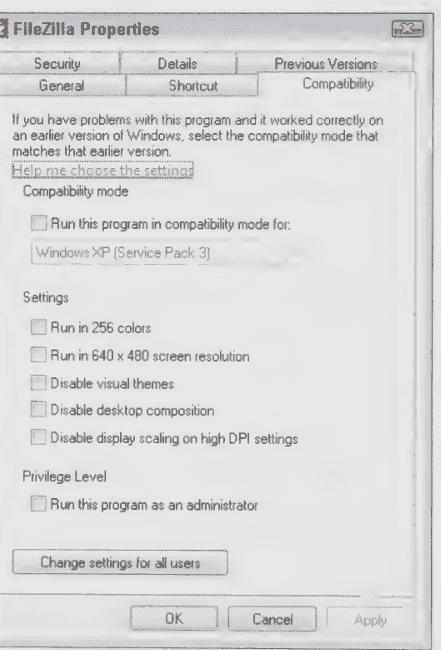 FileZilla Properties
Security Details Previous Versions
General Shortcut Compatibility
If you have problems with this program and it worked correctly on
an earlier version of Windows, select the compatibility mode that
matches that earlier version.
Help me choose the settings
Compatibility mode
Run this program in compatibility mode for:
Windows XP (Service Pack 3)
Settings
Run in 256 colors
Run in 640 x 480 screen resolution
Disable visual themes
Disable desktop composition
Disable display scaling on high DPI settings
Privilege Level
Run this program as an administrator
Change settings for all users
OK Cancel Apply